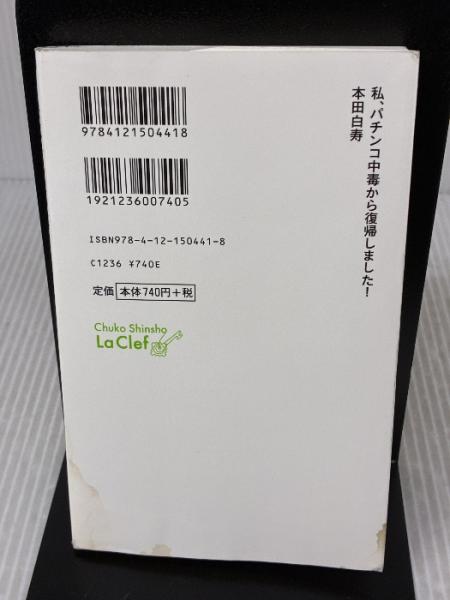 私、パチンコ中毒から復帰しました！
本田白寿
9784121504418
1921236007405
ISBN978-4-12-150441-8
C1236 ¥740E
定価 本体740円+税
Chuko Shinsho
La Clef